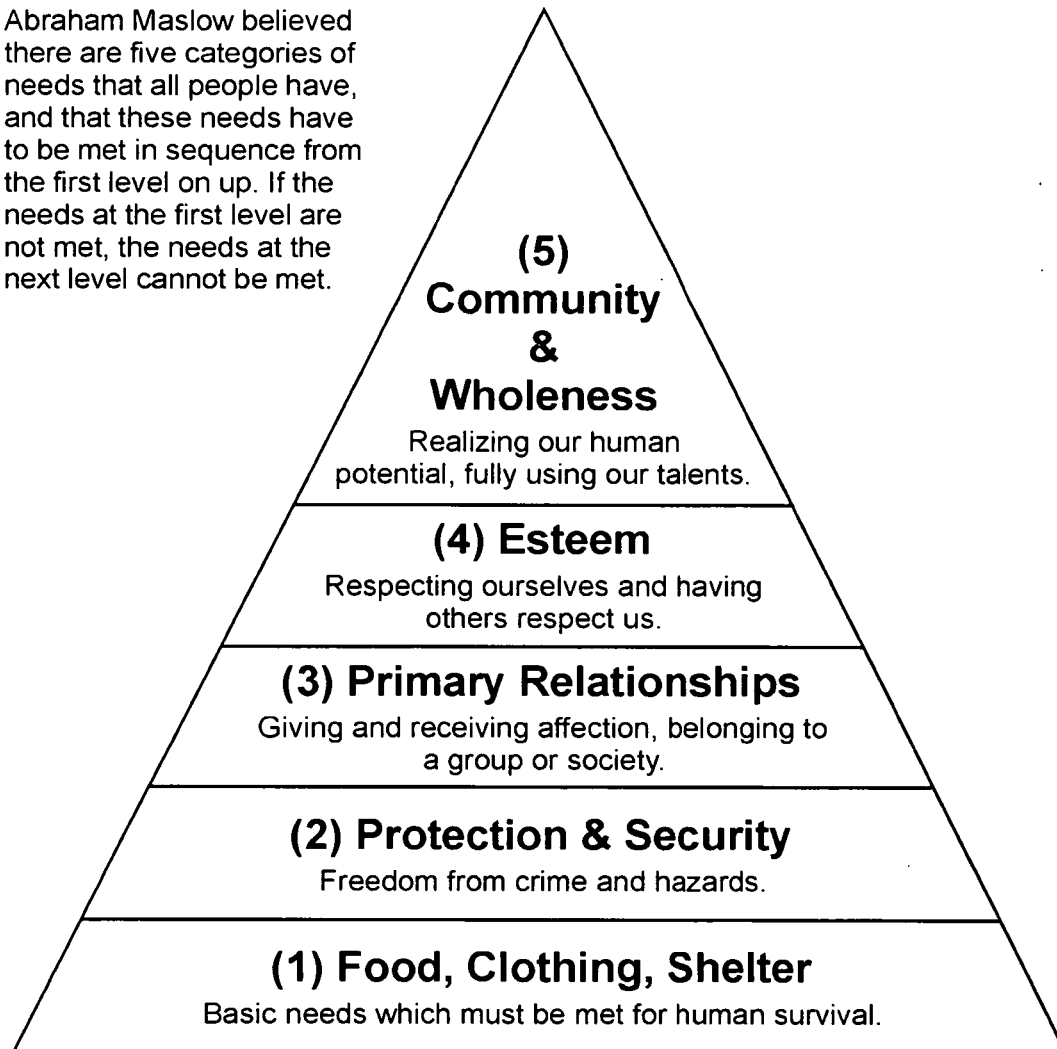 Abraham Maslow believed
there are five categories of
needs that all people have,
and that these needs have
to be met in sequence from
the first level on up. If the
needs at the first level are
not met, the needs at the
next level cannot be met.
(5)
Community
&
Wholeness
Realizing our human
potential, fully using our talents.
(4) Esteem
Respecting ourselves and having
others respect us.
(3) Primary Relationships
Giving and receiving affection, belonging to
a group or society.
(2) Protection & Security
Freedom from crime and hazards.
(1) Food, Clothing, Shelter
Basic needs which must be met for human survival.